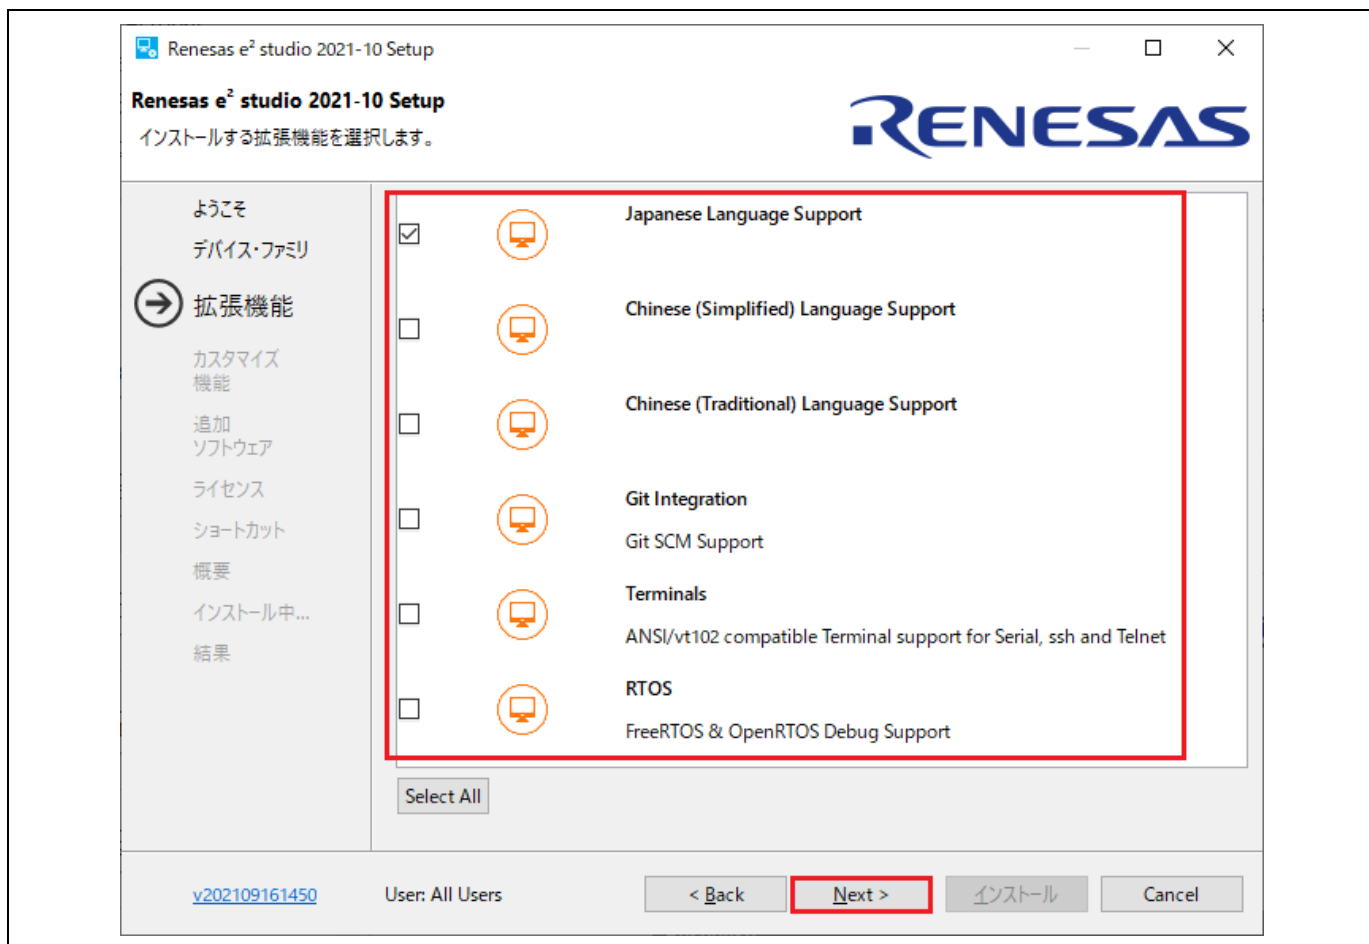 Renesas e² studio 2021-10 Setup
Renesas e² studio 2021-10 Setup
インストールする拡張機能を選択します。
RENESAS
ようこそ
デバイス・ファミリ
拡張機能
カスタマイズ
機能
追加
ソフトウェア
ライセンス
ショートカット
概要
インストール中...
結果
Japanese Language Support
Chinese (Simplified) Language Support
Chinese (Traditional) Language Support
Git Integration
Git SCM Support
Terminals
ANSI/vt102 compatible Terminal support for Serial, ssh and Telnet
RTOS
FreeRTOS & OpenRTOS Debug Support
Select All
v202109161450
User: All Users
< Back
Next >
インストール
Cancel